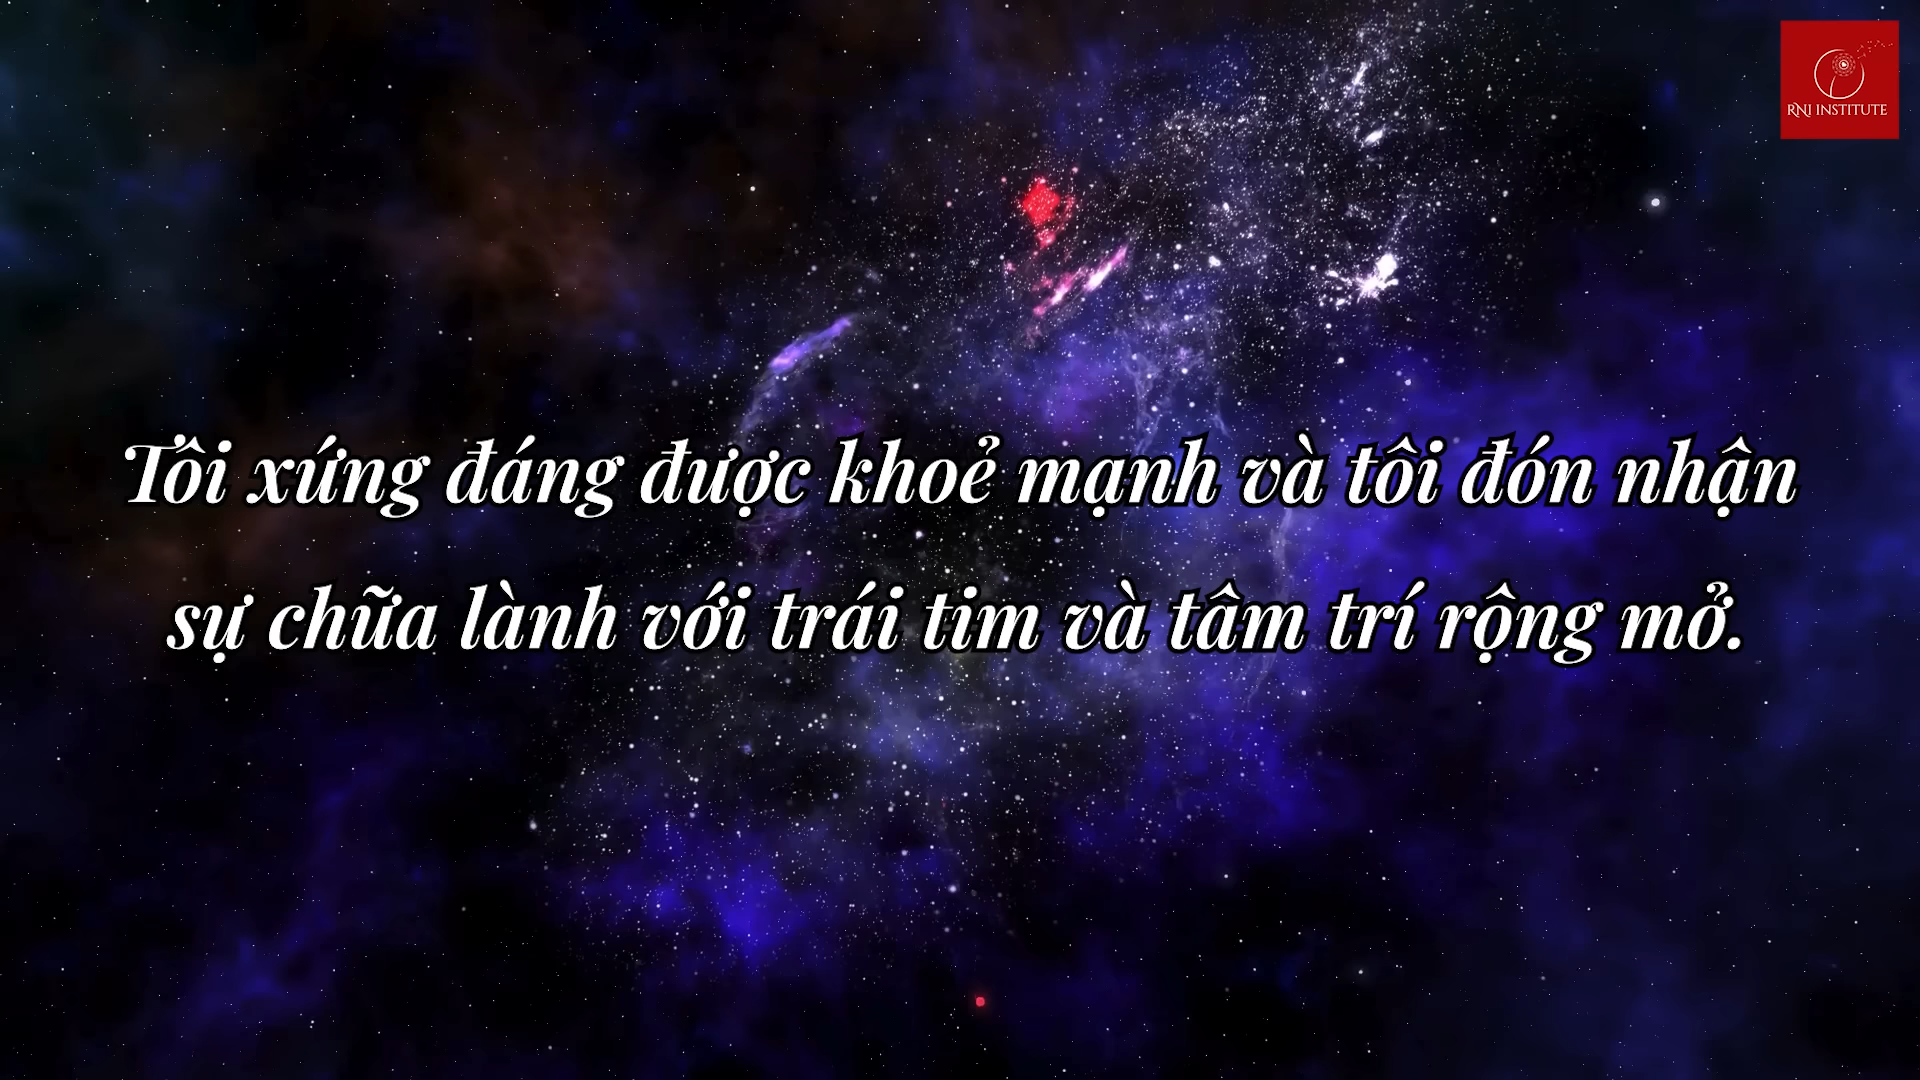 RNI INSTITUTE
Tôi xứng đáng được khoẻ mạnh và tôi đón nhận
sự chữa lành với trái tim và tâm trí rộng mở.